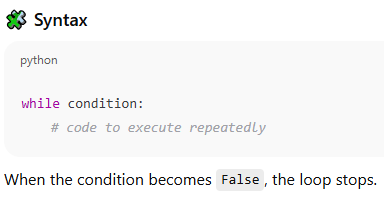 Syntax
python
while condition:
# code to execute repeatedly
When the condition becomes False, the loop stops.